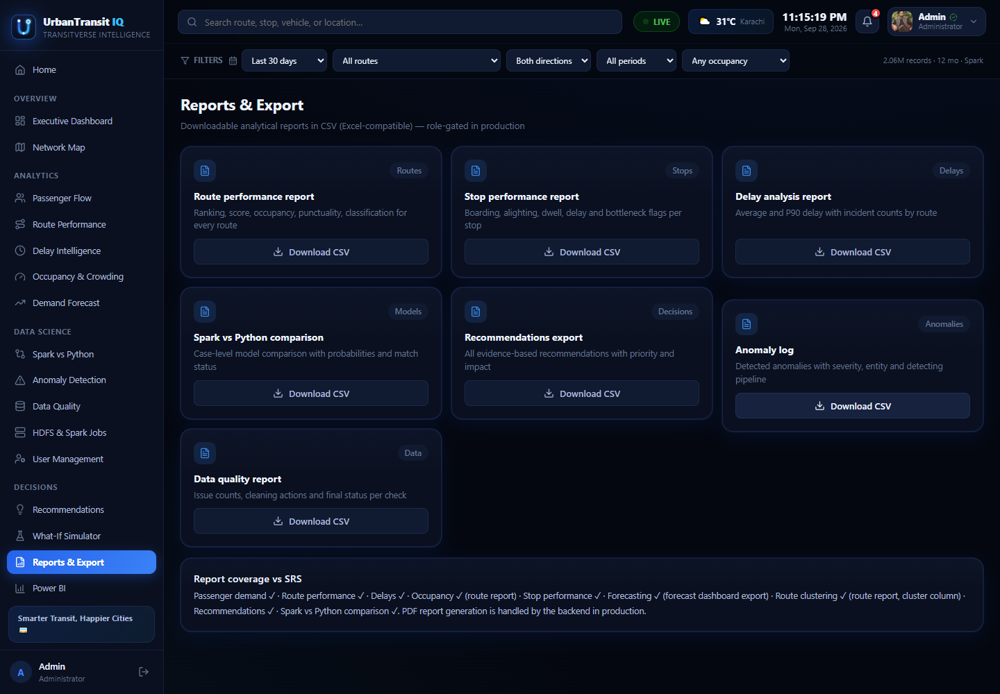 UrbanTransit IQ
TRANSITVERSE INTELLIGENCE
Home
OVERVIEW
Executive Dashboard
Network Map
ANALYTICS
Passenger Flow
Route Performance
Delay Intelligence
Occupancy & Crowding
Demand Forecast
DATA SCIENCE
Spark vs Python
Anomaly Detection
Data Quality
HDFS & Spark Jobs
User Management
DECISIONS
Recommendations
What-If Simulator
Reports & Export
Power BI
Smarter Transit, Happier Cities
A
Admin
Administrator
Search route, stop, vehicle, or location...
LIVE
31°C Karachi
11:15:19 PM
Mon, Sep 28, 2026
4
Admin
Administrator
FILTERS
Last 30 days
All routes
Both directions
All periods
Any occupancy
2.06M records · 12 mo · Spark
Reports & Export
Downloadable analytical reports in CSV (Excel-compatible) — role-gated in production
Routes
Route performance report
Ranking, score, occupancy, punctuality, classification for
every route
Download CSV
Stops
Stop performance report
Boarding, alighting, dwell, delay and bottleneck flags per
stop
Download CSV
Delays
Delay analysis report
Average and P90 delay with incident counts by route
Download CSV
Models
Spark vs Python comparison
Case-level model comparison with probabilities and match
status
Download CSV
Decisions
Recommendations export
All evidence-based recommendations with priority and
impact
Download CSV
Anomalies
Anomaly log
Detected anomalies with severity, entity and detecting
pipeline
Download CSV
Data
Data quality report
Issue counts, cleaning actions and final status per check
Download CSV
Report coverage vs SRS
Passenger demand ✓ · Route performance ✓ · Delays ✓ · Occupancy ✓ (route report) · Stop performance ✓ · Forecasting ✓ (forecast dashboard export) · Route clustering ✓ (route report, cluster column) ·
Recommendations ✓ · Spark vs Python comparison ✓. PDF report generation is handled by the backend in production.